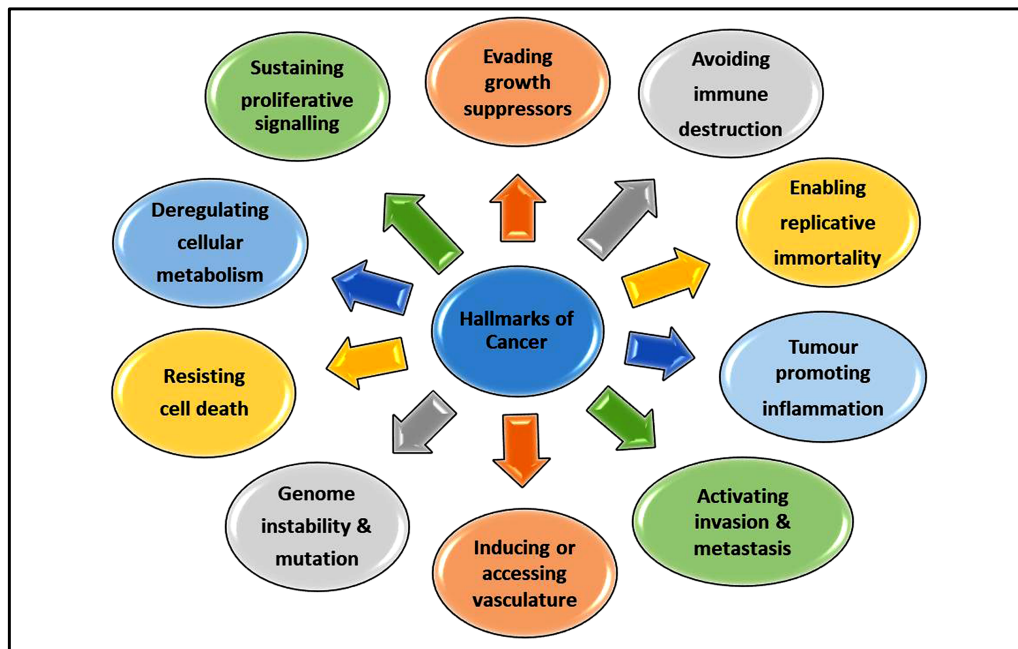 Sustaining
proliferative
signalling
Evading
growth
suppressors
Avoiding
immune
destruction
Deregulating
cellular
metabolism
Enabling
replicative
immortality
Hallmarks of
Cancer
Resisting
cell death
Tumour
promoting
inflammation
Genome
instability &
mutation
Inducing or
accessing
vasculature
Activating
invasion &
metastasis